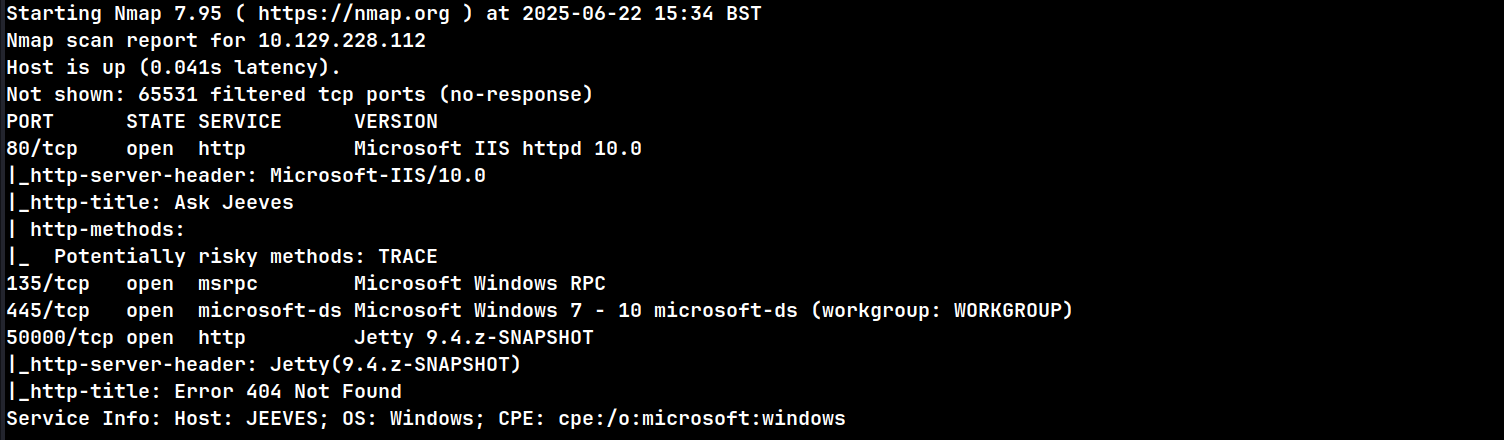 Starting Nmap 7.95 ( https://nmap.org ) at 2025-06-22 15:34 BST
Nmap scan report for 10.129.228.112
Host is up (0.041s latency).
Not shown: 65531 filtered tcp ports (no-response)
PORT      STATE SERVICE      VERSION
80/tcp    open  http         Microsoft IIS httpd 10.0
|_http-server-header: Microsoft-IIS/10.0
|_http-title: Ask Jeeves
| http-methods:
|_  Potentially risky methods: TRACE
135/tcp   open  msrpc        Microsoft Windows RPC
445/tcp   open  microsoft-ds Microsoft Windows 7 - 10 microsoft-ds (workgroup: WORKGROUP)
50000/tcp open  http         Jetty 9.4.z-SNAPSHOT
|_http-server-header: Jetty(9.4.z-SNAPSHOT)
|_http-title: Error 404 Not Found
Service Info: Host: JEEVES; OS: Windows; CPE: cpe:/o:microsoft:windows